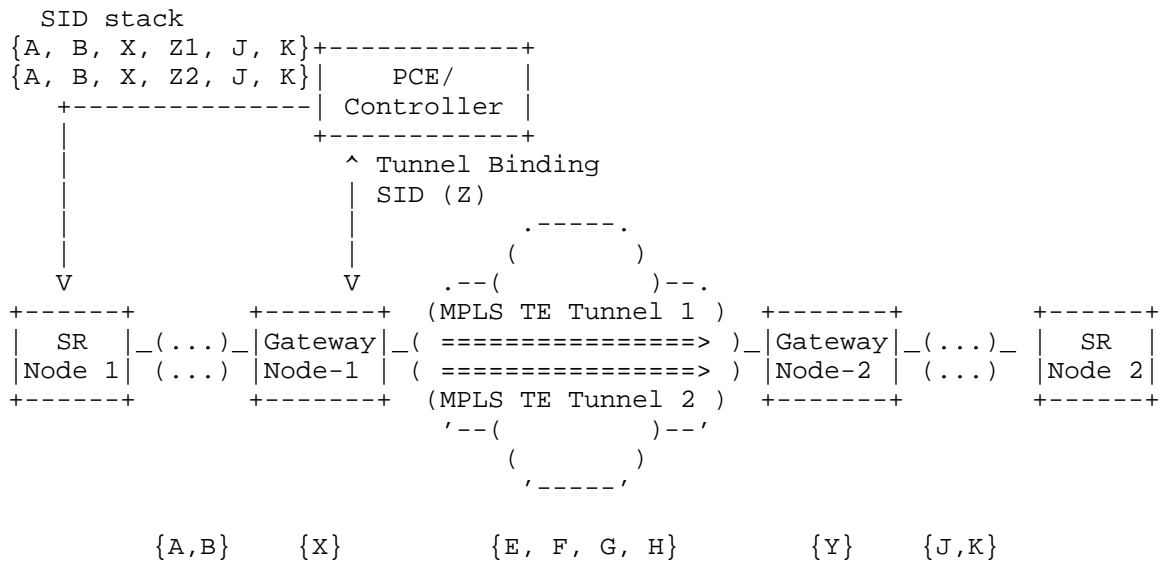 SID stack
{A, B, X, Z1, J, K}+------------+
{A, B, X, Z2, J, K}|    PCE/    |
+---------------| Controller |
|               +------------+
|                 ^ Tunnel Binding
|                 | SID (Z)
|                 |          .-----.
|                 |         (       )
V                 V     .--(         )--.
+------+       +-------+  (MPLS TE Tunnel 1 )  +-------+        +------+
|  SR  |_(...)_|Gateway|_( ================> )_|Gateway|_(...)_ |  SR  |
|Node 1| (...) |Node-1 | ( ================> ) |Node-2 | (...)  |Node 2|
+------+       +-------+  (MPLS TE Tunnel 2 )  +-------+        +------+
'--(         )--'
(       )
'-----'
{A,B}    {X}         {E, F, G, H}        {Y}    {J,K}